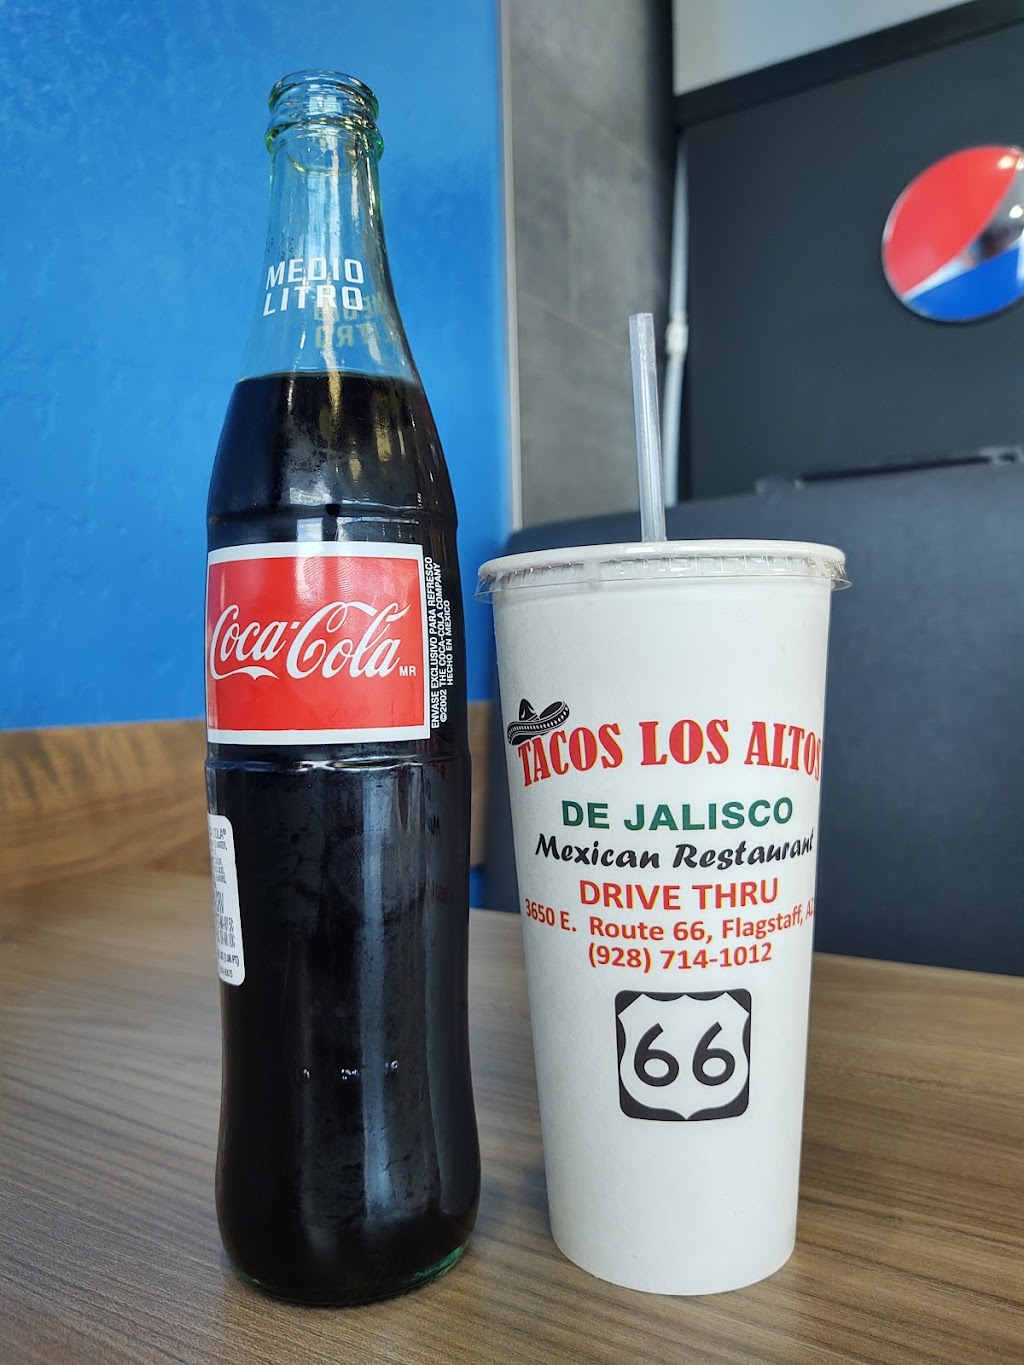 MEDIO
LITRO
Coca-Cola MR
ENVASE EXCLUSIVO PARA REFRESCO
©2002 THE COCA-COLA COMPANY
HECHO EN MEXICO
TACOS LOS ALTOS
DE JALISCO
Mexican Restaurant
DRIVE THRU
3650 E. Route 66, Flagstaff,
(928) 714-1012
66